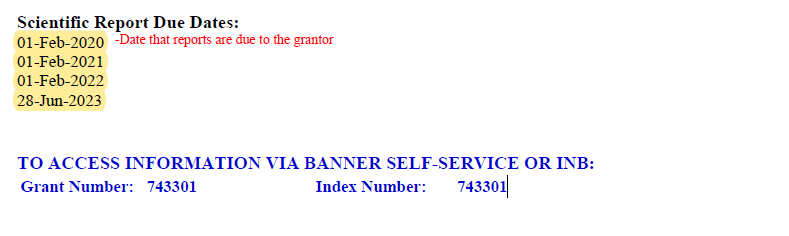 Scientific Report Due Dates:
01-Feb-2020 -Date that reports are due to the grantor
01-Feb-2021
01-Feb-2022
28-Jun-2023
TO ACCESS INFORMATION VIA BANNER SELF-SERVICE OR INB:
Grant Number: 743301 Index Number: 743301